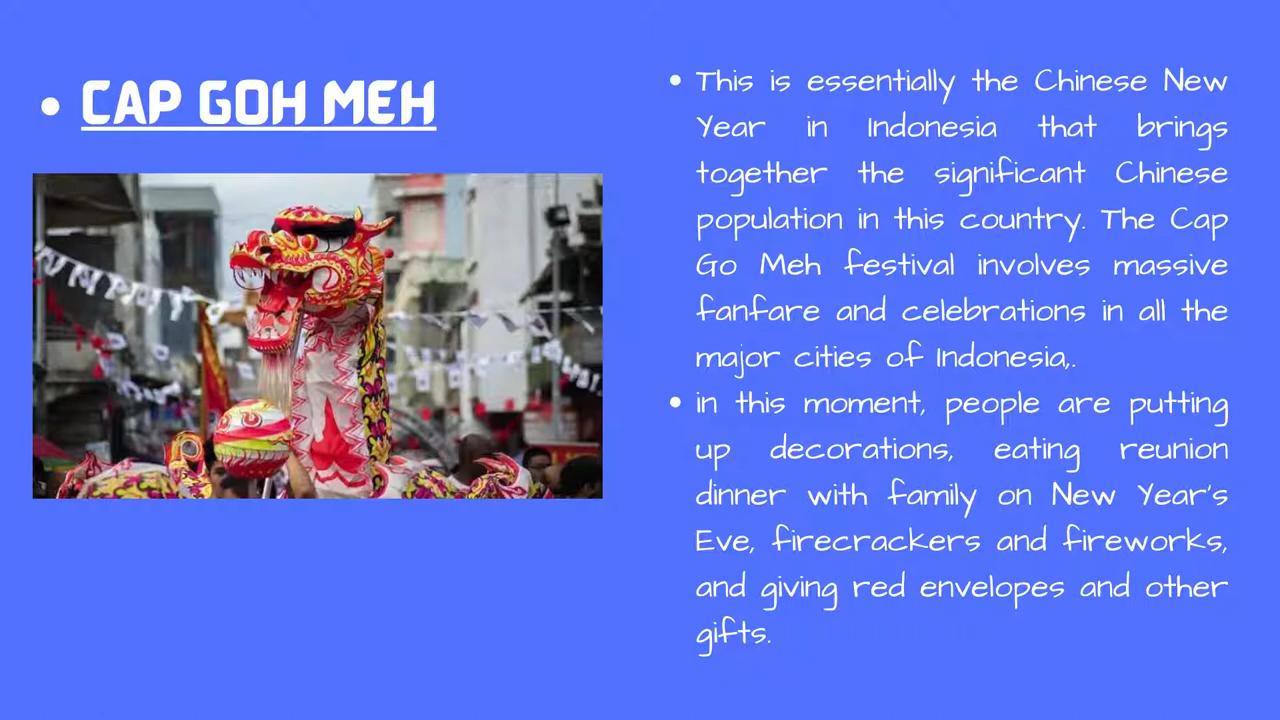 • CAP GOH MEH
• This is essentially the Chinese New
Year in Indonesia that brings
together the significant Chinese
population in this country. The Cap
Go Meh festival involves massive
fanfare and celebrations in all the
major cities of Indonesia,.
• in this moment, people are putting
up decorations, eating reunion
dinner with family on New Year's
Eve, firecrackers and fireworks,
and giving red envelopes and other
gifts.